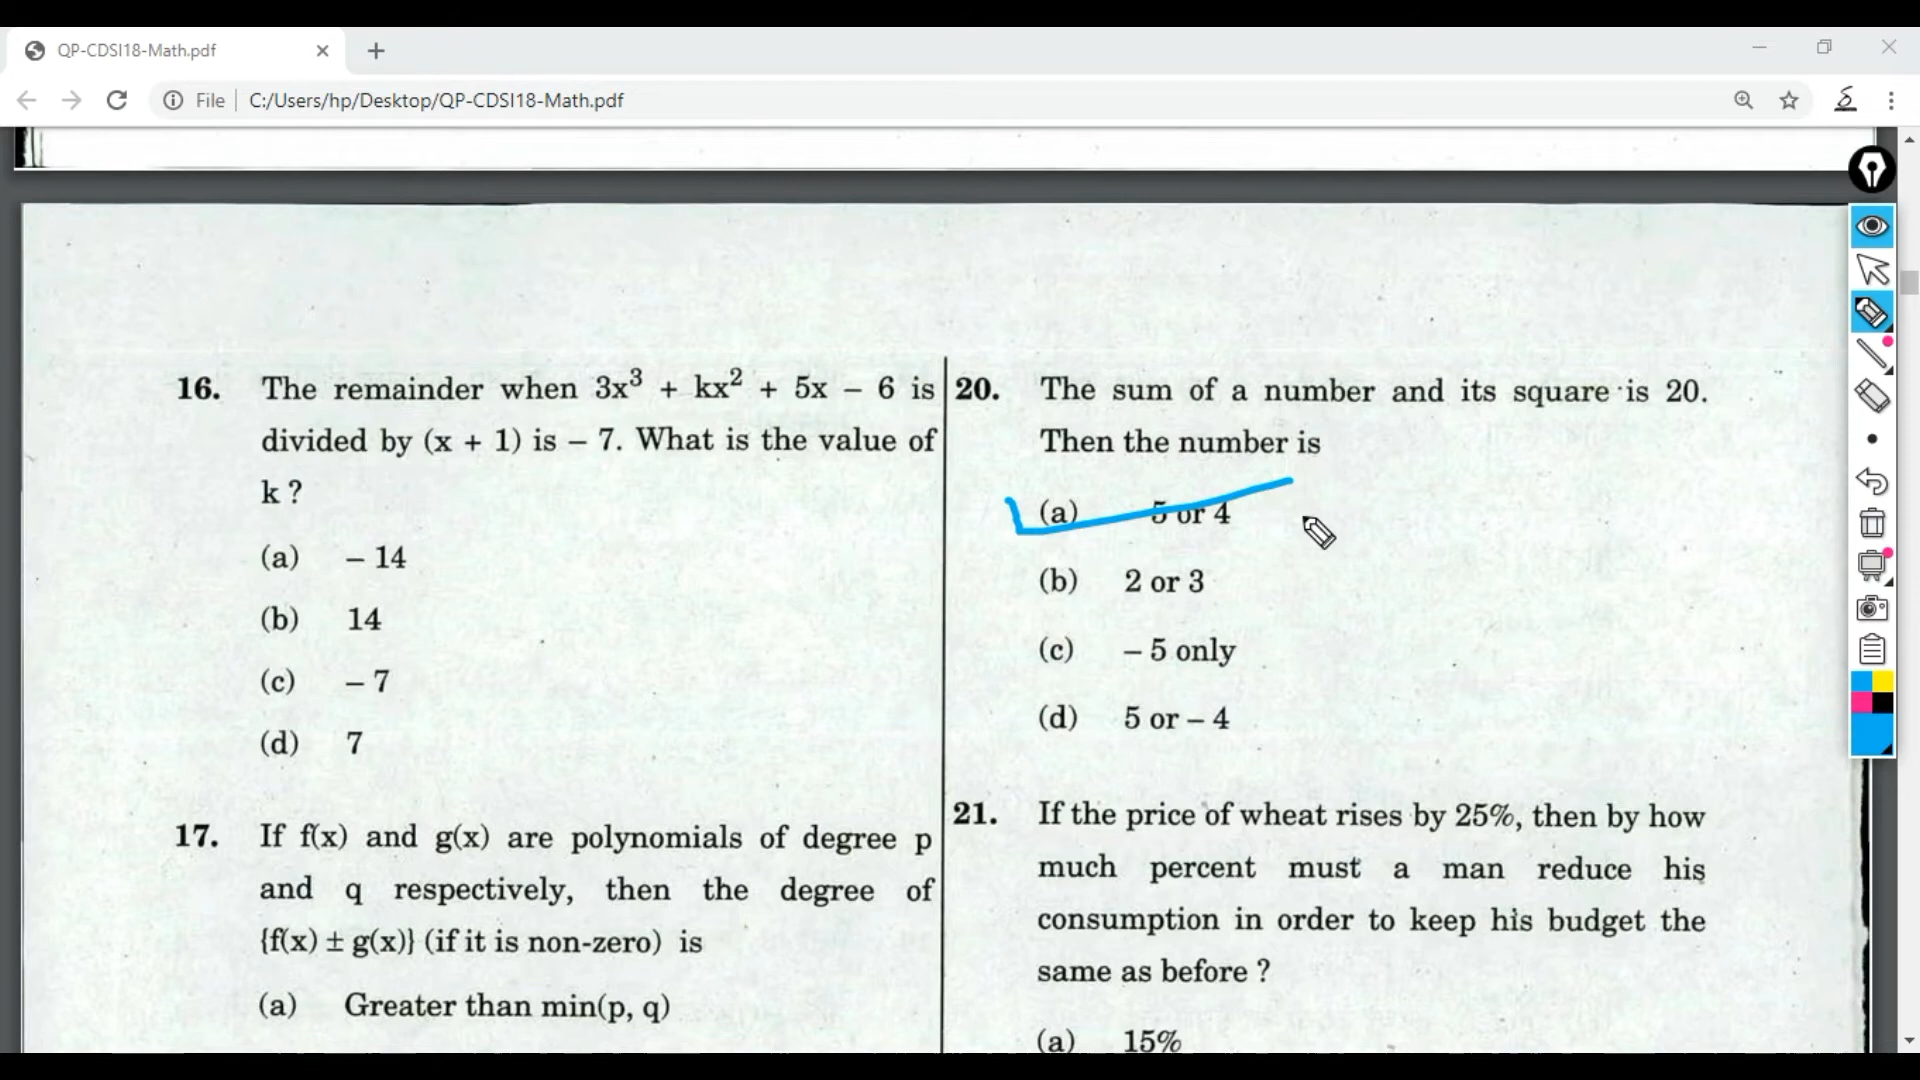 QP-CDSI18-Math.pdf
File C:/Users/hp/Desktop/QP-CDSI18-Math.pdf
16. The remainder when 3x³ + kx² + 5x – 6 is
divided by (x + 1) is – 7. What is the value of
k ?
(a) – 14
(b) 14
(c) – 7
(d) 7
17. If f(x) and g(x) are polynomials of degree p
and q respectively, then the degree of
{f(x) ± g(x)} (if it is non-zero) is
(a) Greater than min(p, q)
20. The sum of a number and its square is 20.
Then the number is
(a) 5 or 4
(b) 2 or 3
(c) – 5 only
(d) 5 or – 4
21. If the price of wheat rises by 25%, then by how
much percent must a man reduce his
consumption in order to keep his budget the
same as before ?
(a) 15%